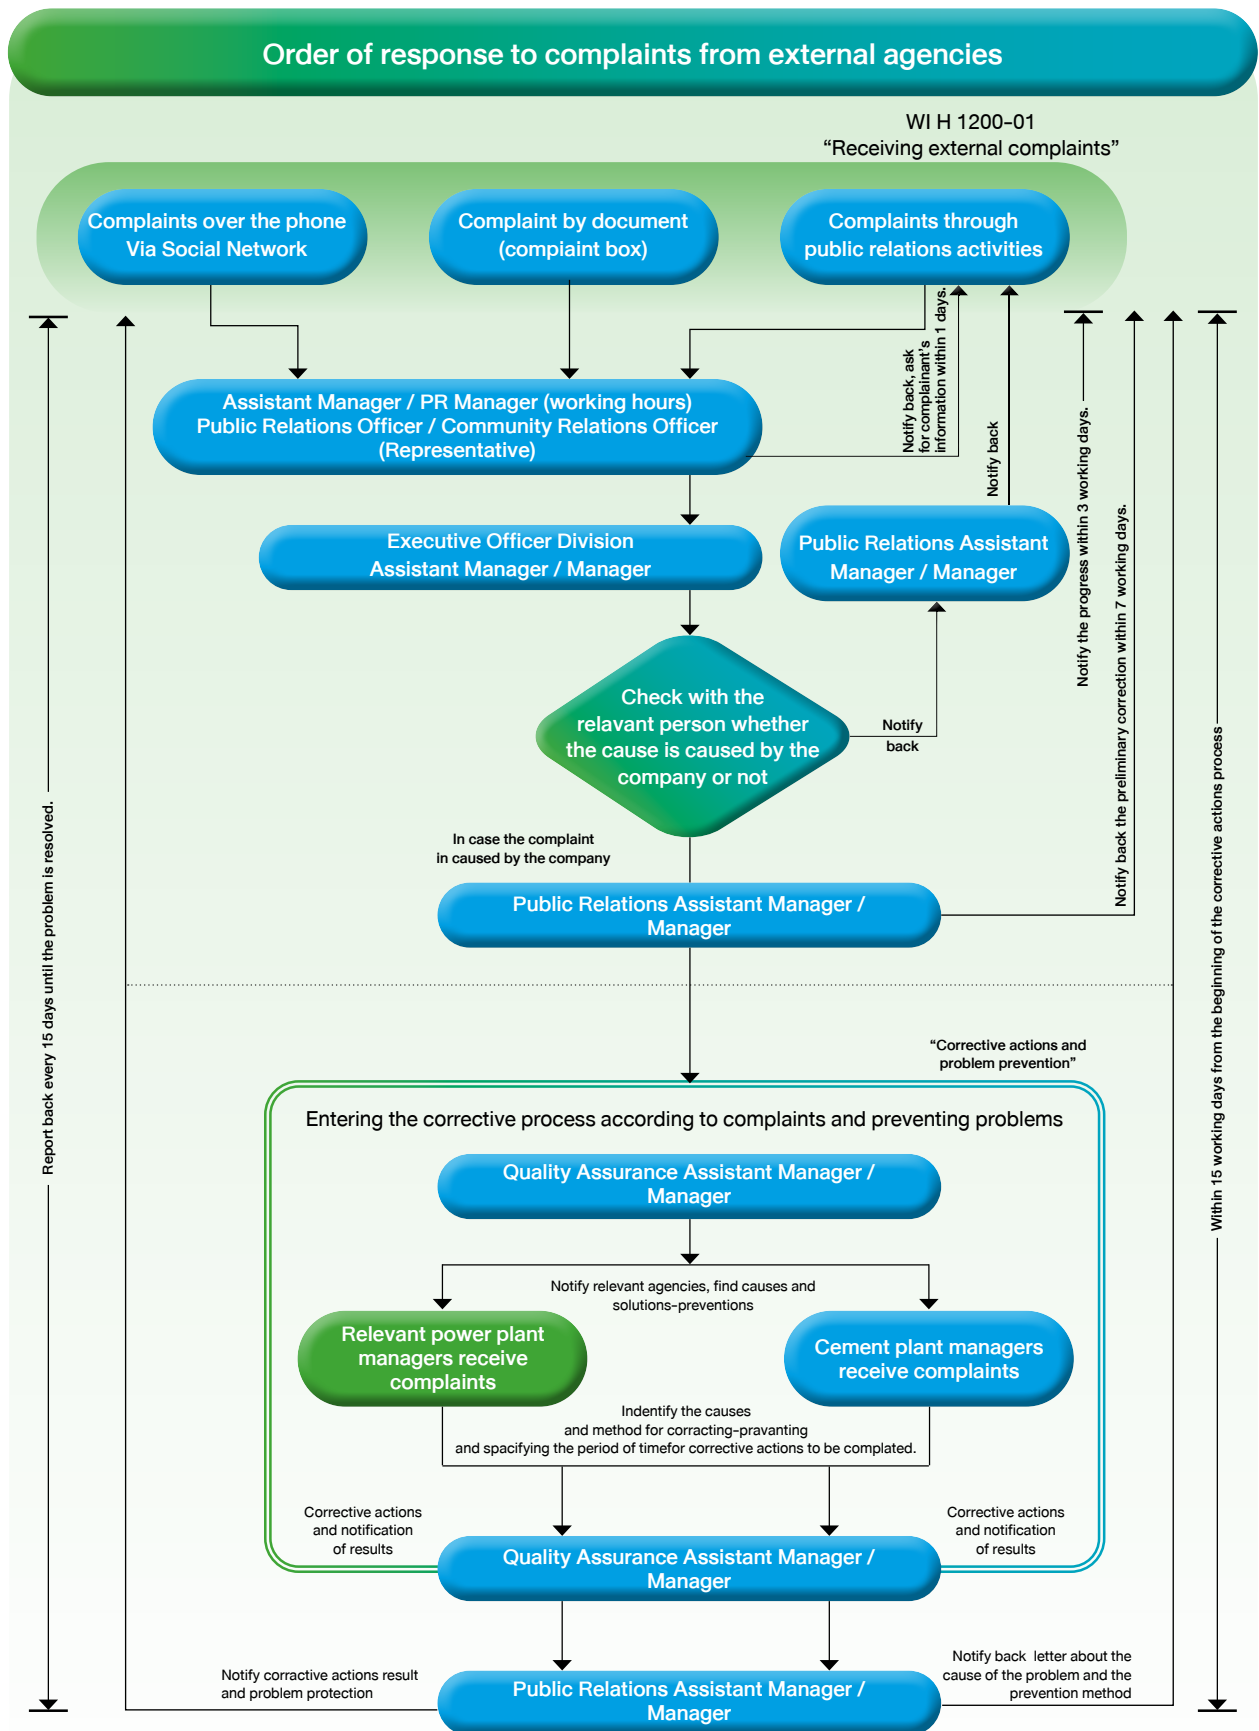 Order of response to complaints from external agencies
WI H 1200-01
“Receiving external complaints”
Complaints over the phone
Via Social Network
Complaint by document
(compiaint box)
Complaints through
public relations activities
Notify back, ask
for complainant's
information within 1 days.
Notify back
Notify the progress within 3 working days.
Notify back the preliminary correction within 7 working days.
Within 15 working days from the beginning of the corrective actions process
Report back every 15 days until the problem is resolved.
Assistant Manager / PR Manager (working hours)
Public Relations Officer / Community Relations Officer
(Representative)
Executive Officer Division
Assistant Manager / Manager
Public Relations Assistant
Manager / Manager
Check with the
relavant person whether
the cause is caused by the
company or not
Notify
back
In case the complaint
in caused by the company
Public Relations Assistant Manager /
Manager
“Corrective actions and
problem prevention”
Entering the corrective process according to complaints and preventing problems
Quality Assurance Assistant Manager /
Manager
Notify relevant agencies, find causes and
solutions-preventions
Relevant power plant
managers receive
complaints
Cement plant managers
receive complaints
Indentify the causes
and method for corracting-pravanting
and spacifying the period of timefor corrective actions to be complated.
Corrective actions
and notification
of results
Corrective actions
and notification
of results
Quality Assurance Assistant Manager /
Manager
Notify corractive actions result
and problem protection
Notify back letter about the
cause of the problem and the
prevention method
Public Relations Assistant Manager /
Manager